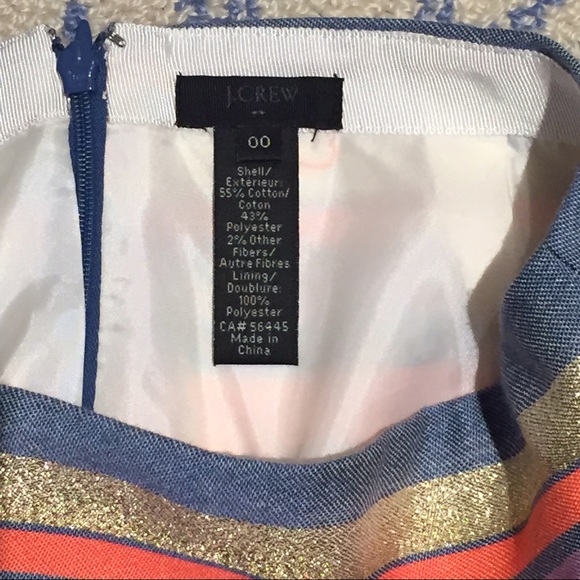 J.CREW
00
Shell/
Exterieur:
55% Cotton/
Coton
43%
Polyester
2% Other
Fibers/
Autre Fibres
Lining/
Doublure:
100%
Polyester
CA# 56445
Made in
China